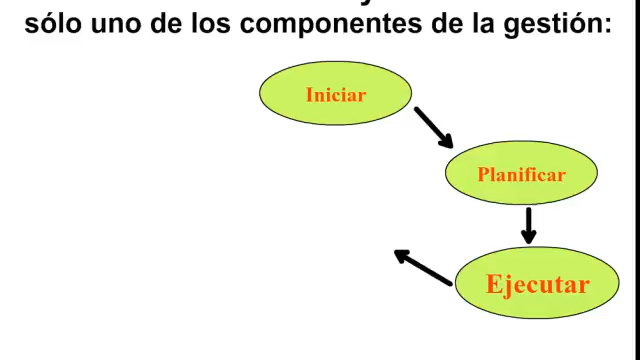 sólo uno de los componentes de la gestión:
Iniciar
Planificar
Ejecutar